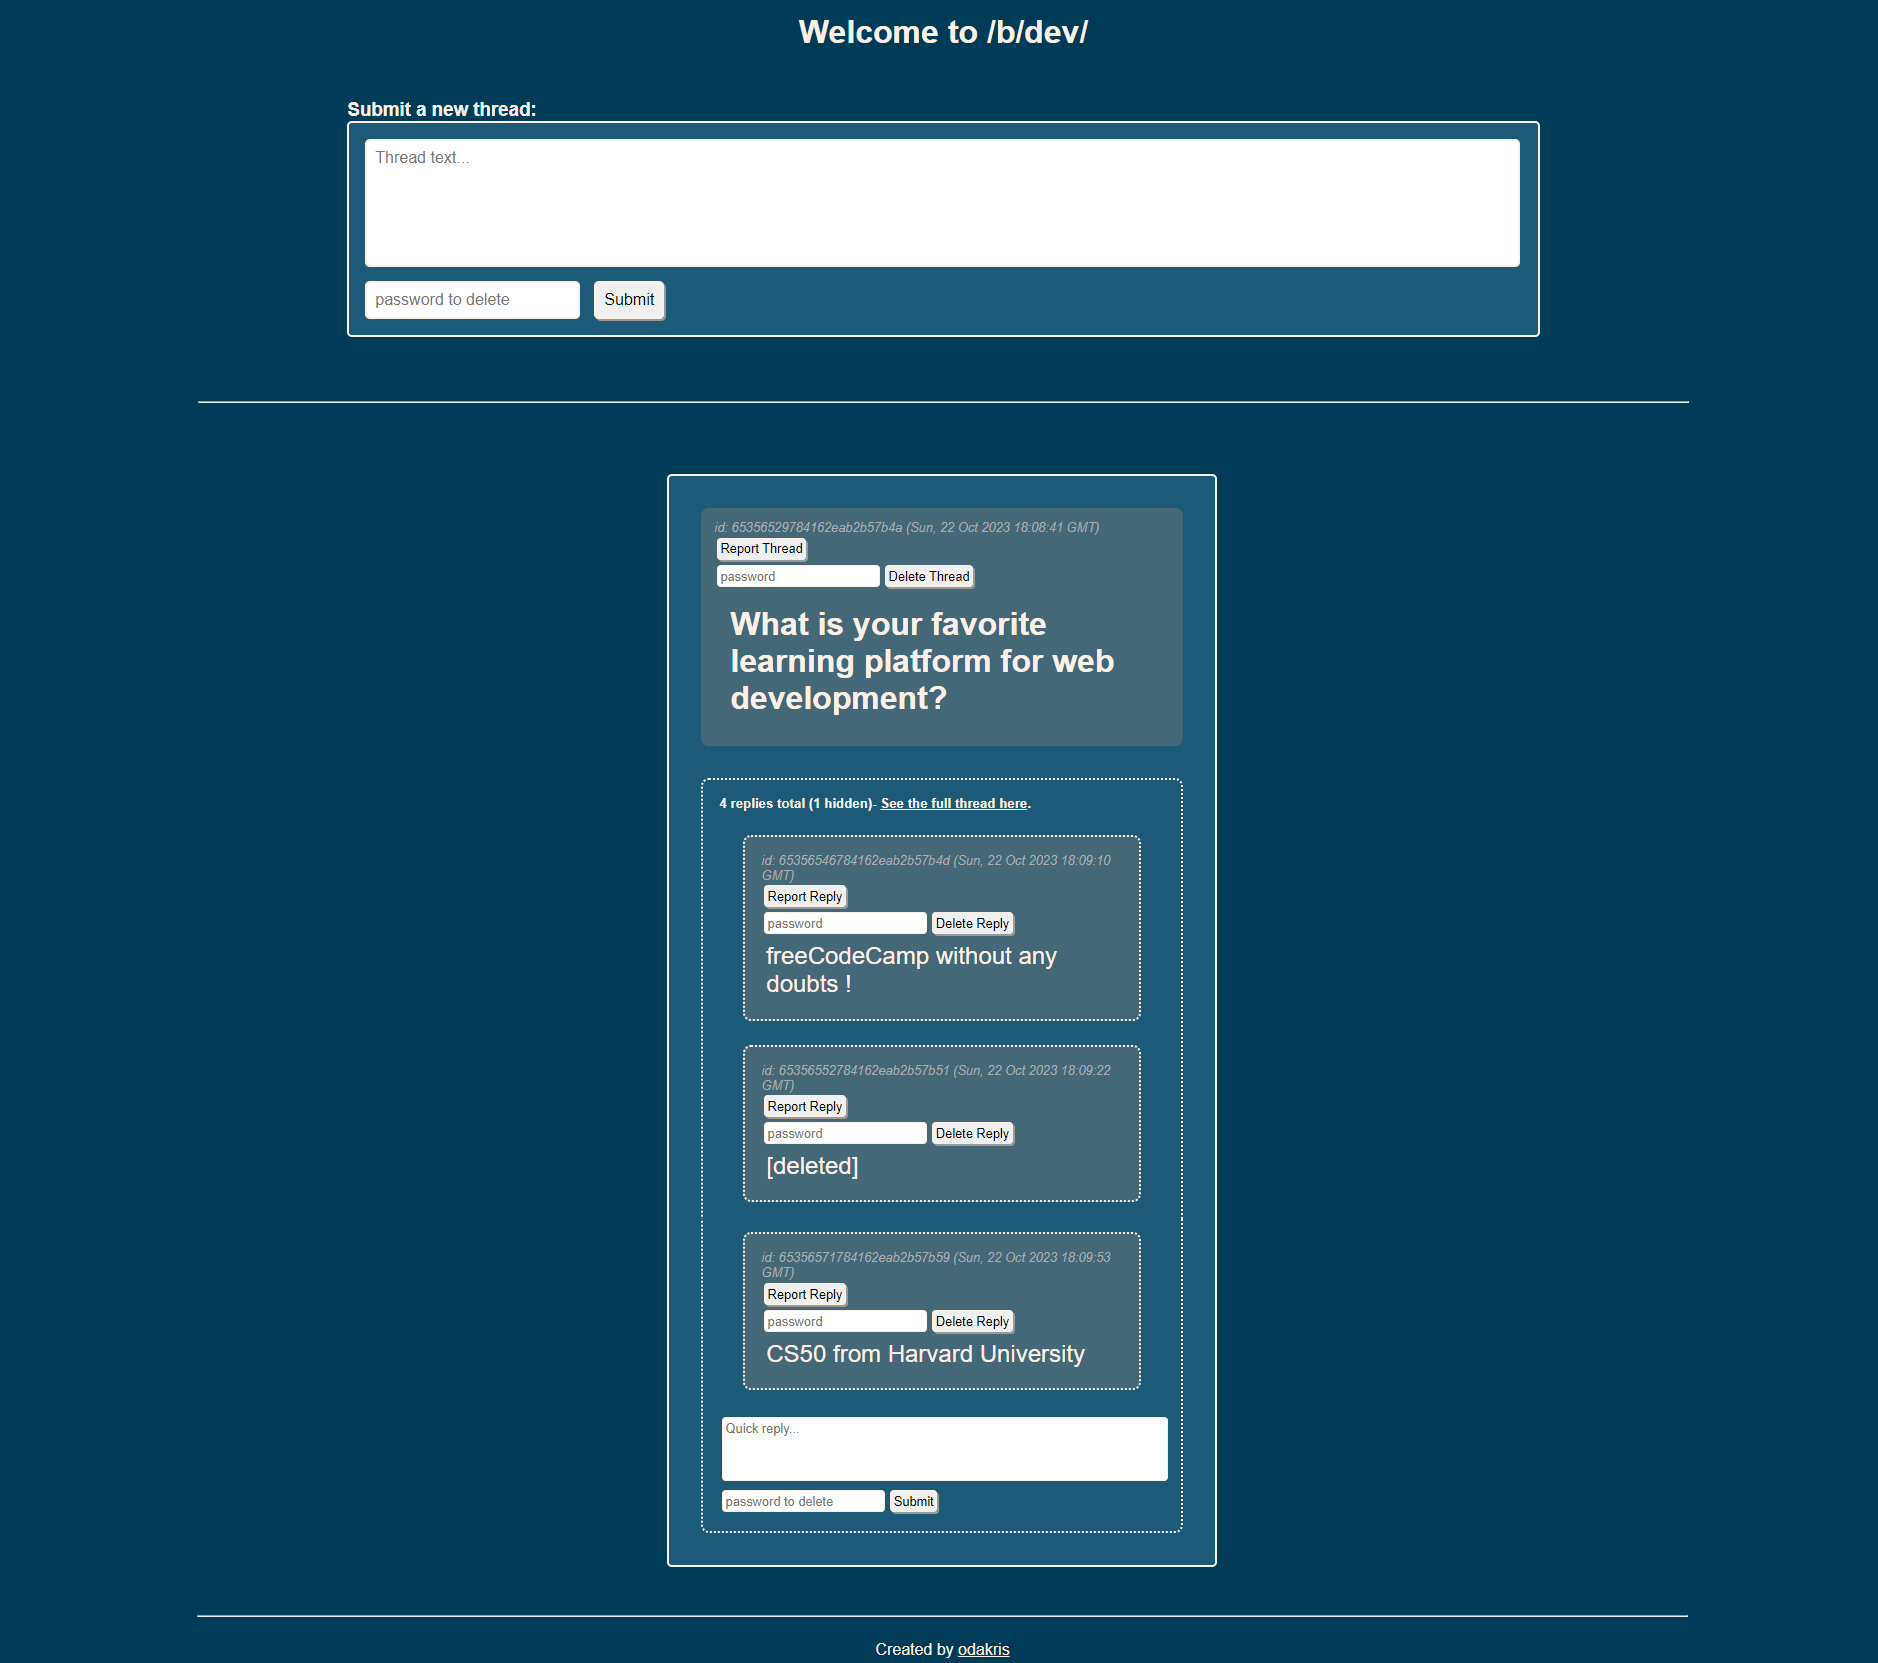 Welcome to /b/dev/
Submit a new thread:
Thread text...
password to delete Submit
id: 65356529784162eab2b57b4a (Sun, 22 Oct 2023 18:08:41 GMT)
Report Thread
password Delete Thread
What is your favorite
learning platform for web
development?
4 replies total (1 hidden)- See the full thread here.
id: 65356546784162eab2b57b4d (Sun, 22 Oct 2023 18:09:10
GMT)
Report Reply
password Delete Reply
freeCodeCamp without any
doubts !
id: 65356552784162eab2b57b51 (Sun, 22 Oct 2023 18:09:22
GMT)
Report Reply
password Delete Reply
[deleted]
id: 65356571784162eab2b57b59 (Sun, 22 Oct 2023 18:09:53
GMT)
Report Reply
password Delete Reply
CS50 from Harvard University
Quick reply...
password to delete Submit
Created by odakris